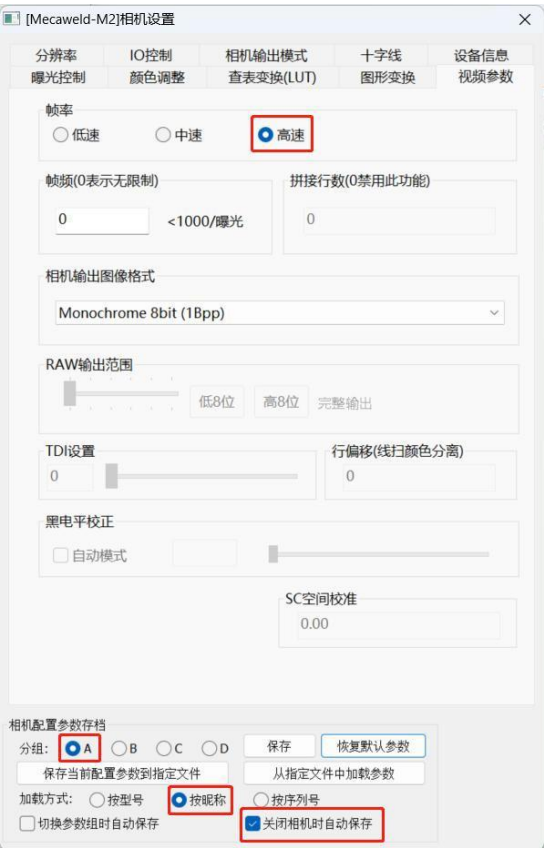 [Mecaweld-M2]相机设置
分辨率 IO控制 相机输出模式 十字线 设备信息
曝光控制 颜色调整 查表变换(LUT) 图形变换 视频参数
帧率
低速 中速 高速
帧频(0表示无限制) 拼接行数(0禁用此功能)
0 <1000/曝光 0
相机输出图像格式
Monochrome 8bit (1Bpp)
RAW输出范围
低8位 高8位 完整输出
TDI设置 行偏移(线扫颜色分离)
0 0
黑电平校正
自动模式
SC空间校准
0.00
相机配置参数存档
分组: A B C D 保存 恢复默认参数
保存当前配置参数到指定文件 从指定文件中加载参数
加载方式: 按型号 按昵称 按序列号
切换参数组时自动保存 关闭相机时自动保存